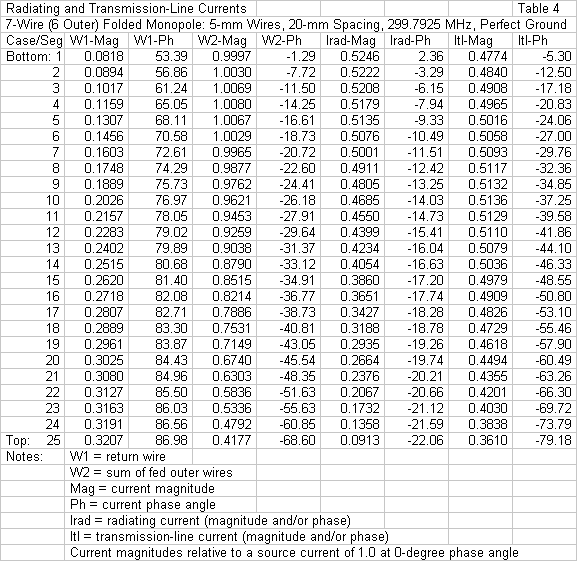 Radiating and Transmission-Line Currents Table 4
7-Wire (6 Outer) Folded Monopole: 5-mm Wires, 20-mm Spacing, 299.7925 MHz, Perfect Ground
Case/Seg W1-Mag W1-Ph W2-Mag W2-Ph Irad-Mag Irad-Ph Itl-Mag Itl-Ph
Bottom: 1 0.0818 53.39 0.9997 -1.29 0.5246 2.36 0.4774 -5.30
2 0.0894 56.86 1.0030 -7.72 0.5222 -3.29 0.4840 -12.50
3 0.1017 61.24 1.0069 -11.50 0.5208 -6.15 0.4908 -17.18
4 0.1159 65.05 1.0080 -14.25 0.5179 -7.94 0.4965 -20.83
5 0.1307 68.11 1.0067 -16.61 0.5135 -9.33 0.5016 -24.06
6 0.1456 70.58 1.0029 -18.73 0.5076 -10.49 0.5058 -27.00
7 0.1603 72.61 0.9965 -20.72 0.5001 -11.51 0.5093 -29.76
8 0.1748 74.29 0.9877 -22.60 0.4911 -12.42 0.5117 -32.36
9 0.1889 75.73 0.9762 -24.41 0.4805 -13.25 0.5132 -34.85
10 0.2026 76.97 0.9621 -26.18 0.4685 -14.03 0.5136 -37.25
11 0.2157 78.05 0.9453 -27.91 0.4550 -14.73 0.5129 -39.58
12 0.2283 79.02 0.9259 -29.64 0.4399 -15.41 0.5110 -41.86
13 0.2402 79.89 0.9038 -31.37 0.4234 -16.04 0.5079 -44.10
14 0.2515 80.68 0.8790 -33.12 0.4054 -16.63 0.5036 -46.33
15 0.2620 81.40 0.8515 -34.91 0.3860 -17.20 0.4979 -48.55
16 0.2718 82.08 0.8214 -36.77 0.3651 -17.74 0.4909 -50.80
17 0.2807 82.71 0.7886 -38.73 0.3427 -18.28 0.4826 -53.10
18 0.2889 83.30 0.7531 -40.81 0.3188 -18.78 0.4729 -55.46
19 0.2961 83.87 0.7149 -43.05 0.2935 -19.26 0.4618 -57.90
20 0.3025 84.43 0.6740 -45.54 0.2664 -19.74 0.4494 -60.49
21 0.3080 84.96 0.6303 -48.35 0.2376 -20.21 0.4355 -63.26
22 0.3127 85.50 0.5836 -51.63 0.2067 -20.66 0.4201 -66.30
23 0.3163 86.03 0.5336 -55.63 0.1732 -21.12 0.4030 -69.72
24 0.3191 86.56 0.4792 -60.85 0.1358 -21.59 0.3838 -73.79
Top: 25 0.3207 86.98 0.4177 -68.60 0.0913 -22.06 0.3610 -79.18
Notes: W1 = return wire
W2 = sum of fed outer wires
Mag = current magnitude
Ph = current phase angle
Irad = radiating current (magnitude and/or phase)
Itl = transmission-line current (magnitude and/or phase)
Current magnitudes relative to a source current of 1.0 at 0-degree phase angle